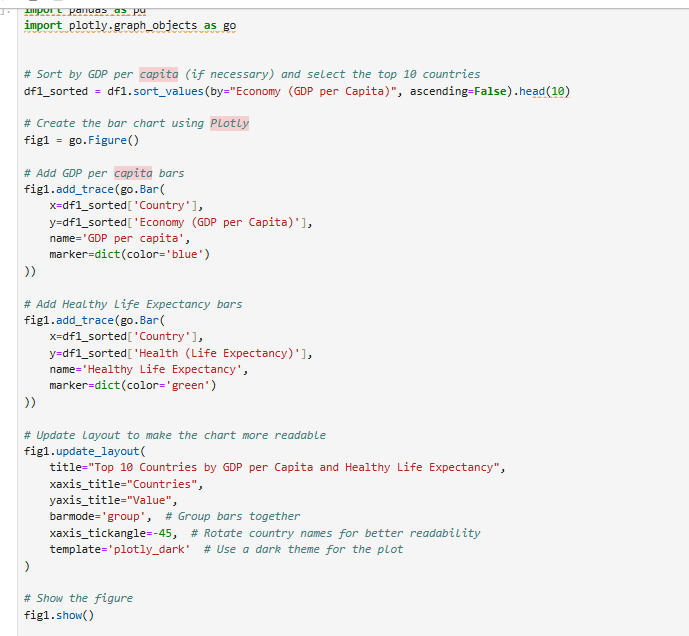 import pandas as pd
import plotly.graph_objects as go
# Sort by GDP per capita (if necessary) and select the top 10 countries
df1_sorted = df1.sort_values(by="Economy (GDP per Capita)", ascending=False).head(10)
# Create the bar chart using Plotly
fig1 = go.Figure()
# Add GDP per capita bars
fig1.add_trace(go.Bar(
    x=df1_sorted['Country'],
    y=df1_sorted['Economy (GDP per Capita)'],
    name='GDP per capita',
    marker=dict(color='blue')
))
# Add Healthy Life Expectancy bars
fig1.add_trace(go.Bar(
    x=df1_sorted['Country'],
    y=df1_sorted['Health (Life Expectancy)'],
    name='Healthy Life Expectancy',
    marker=dict(color='green')
))
# Update layout to make the chart more readable
fig1.update_layout(
    title="Top 10 Countries by GDP per Capita and Healthy Life Expectancy",
    xaxis_title="Countries",
    yaxis_title="Value",
    barmode='group',  # Group bars together
    xaxis_tickangle=-45,  # Rotate country names for better readability
    template='plotly_dark'  # Use a dark theme for the plot
)
# Show the figure
fig1.show()